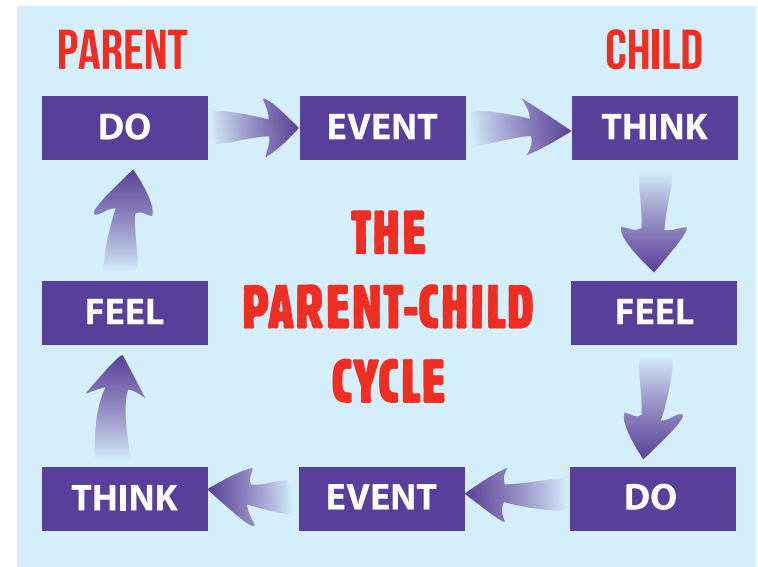 PARENT CHILD
DO EVENT THINK
THE
PARENT-CHILD
CYCLE
FEEL FEEL
THINK EVENT DO